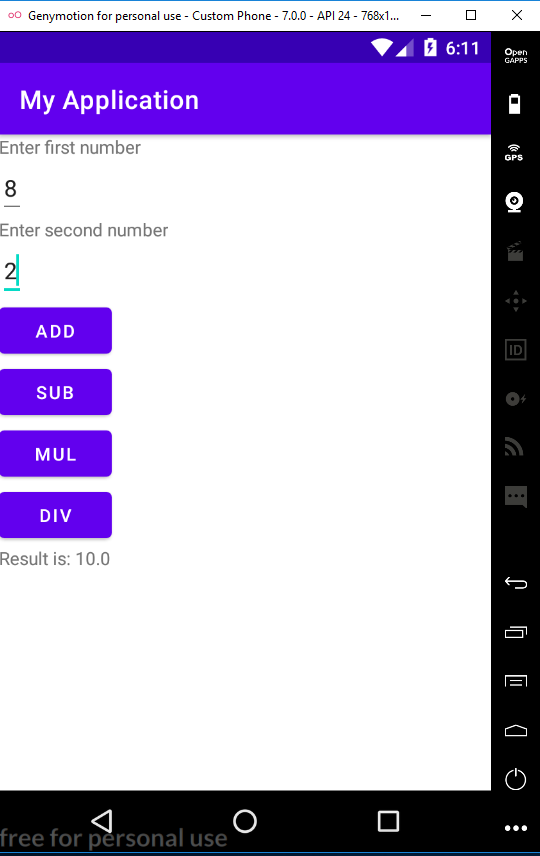 Genymotion for personal use - Custom Phone - 7.0.0 - API 24 - 768x1...
6:11
Open
GAPPS
My Application
Enter first number
GPS
8
Enter second number
2
ADD
ID
SUB
MUL
DIV
Result is: 10.0
free for personal use